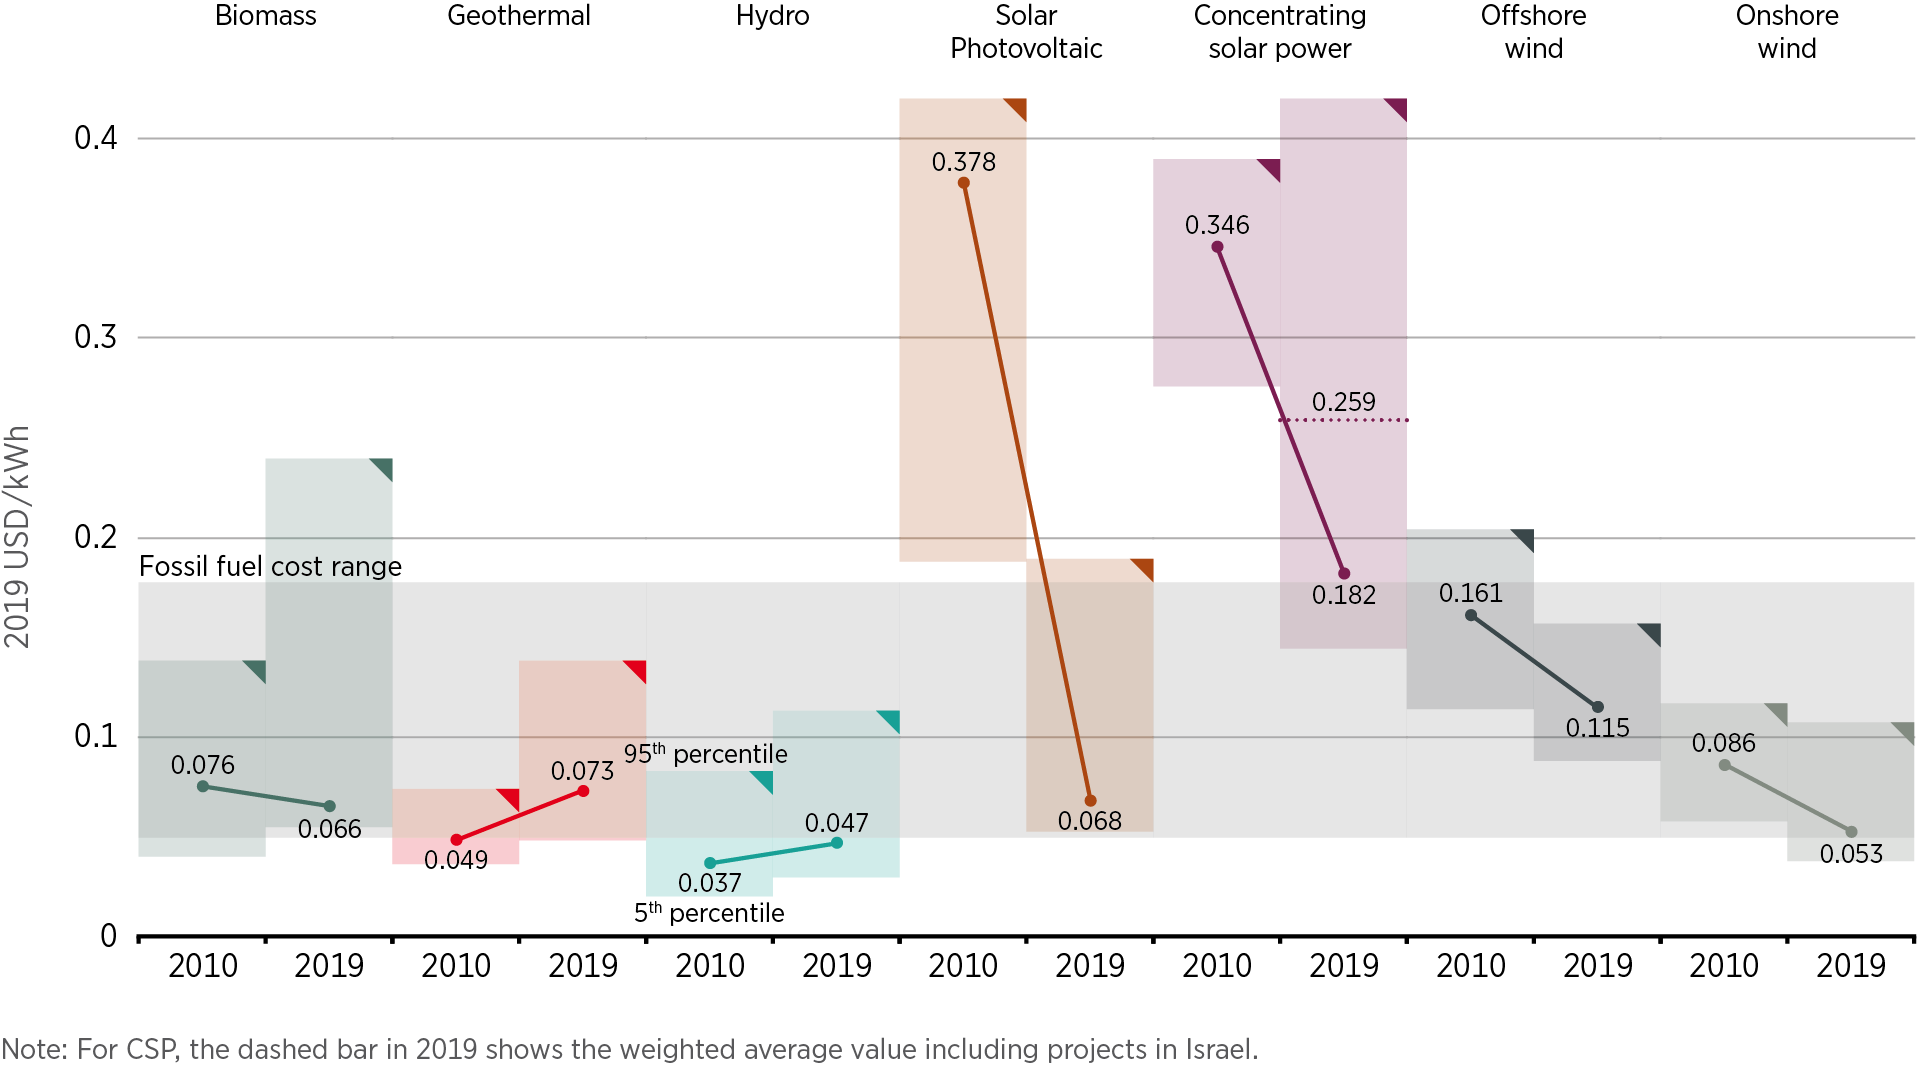 Biomass
Geothermal
Hydro
Solar
Photovoltaic
Concentrating
solar power
Offshore
wind
Onshore
wind
2019 USD/kWh
0.4
0.3
0.2
0.1
0
Fossil fuel cost range
0.076
0.066
0.049
0.073
95th percentile
0.037
0.047
5th percentile
0.378
0.068
0.346
0.259
0.182
0.161
0.115
0.086
0.053
2010
2019
2010
2019
2010
2019
2010
2019
2010
2019
2010
2019
2010
2019
Note: For CSP, the dashed bar in 2019 shows the weighted average value including projects in Israel.